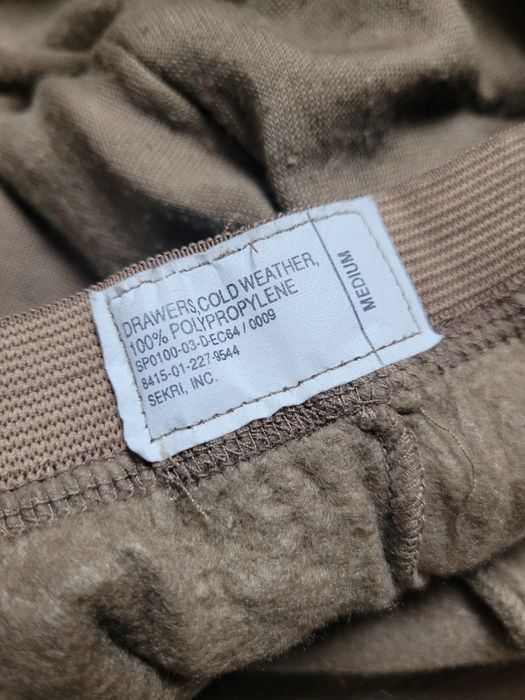 DRAWERS,COLD WEATHER,
100% POLYPROPYLENE
SP0100-03-D-EC64 / 0009
8415-01-227-9544
SEKRI, INC.
MEDIUM